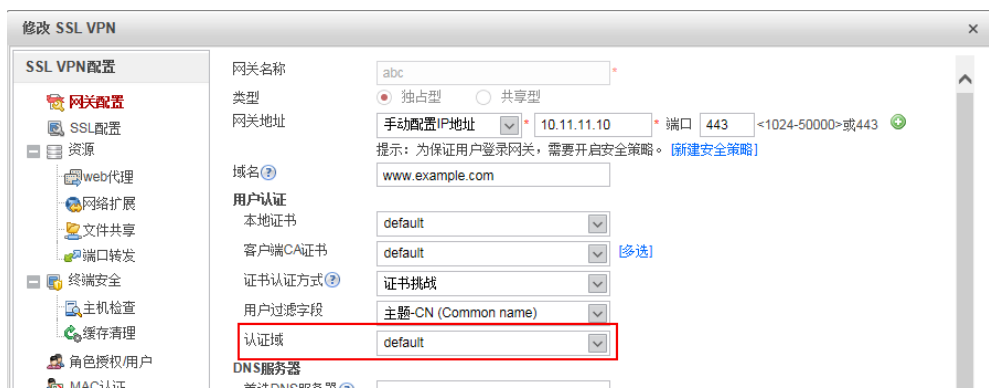 修改 SSL VPN
SSL VPN配置
网关配置
SSL配置
资源
web代理
网络扩展
文件共享
端口转发
终端安全
主机检查
缓存清理
角色授权/用户
MAC认证
网关名称 abc *
类型 独占型 共享型
网关地址 手动配置IP地址 * 10.11.11.10 * 端口 443 <1024-50000>或443
提示：为保证用户登录网关，需要开启安全策略。 [新建安全策略]
域名 www.example.com
用户认证
本地证书 default
客户端CA证书 default [多选]
证书认证方式 证书挑战
用户过滤字段 主题-CN (Common name)
认证域 default
DNS服务器
首选DNS服务器